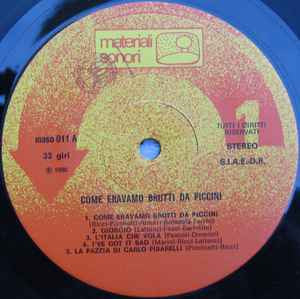 materiali
sonori
MASO 011 A
33 giri
TUTTI I DIRITTI
RISERVATI
STEREO
S.I.A.E.-D.R.
1
COME ERAVAMO BRUTTI DA PICCINI
1. COME ERAVAMO BRUTTI DA PICCINI
2. GIORGIO
3. L'ITALIA CHE VOLA
4. I'VE GOT IT BAD
5. LA PAZZIA DI CARLO PIDARELLI